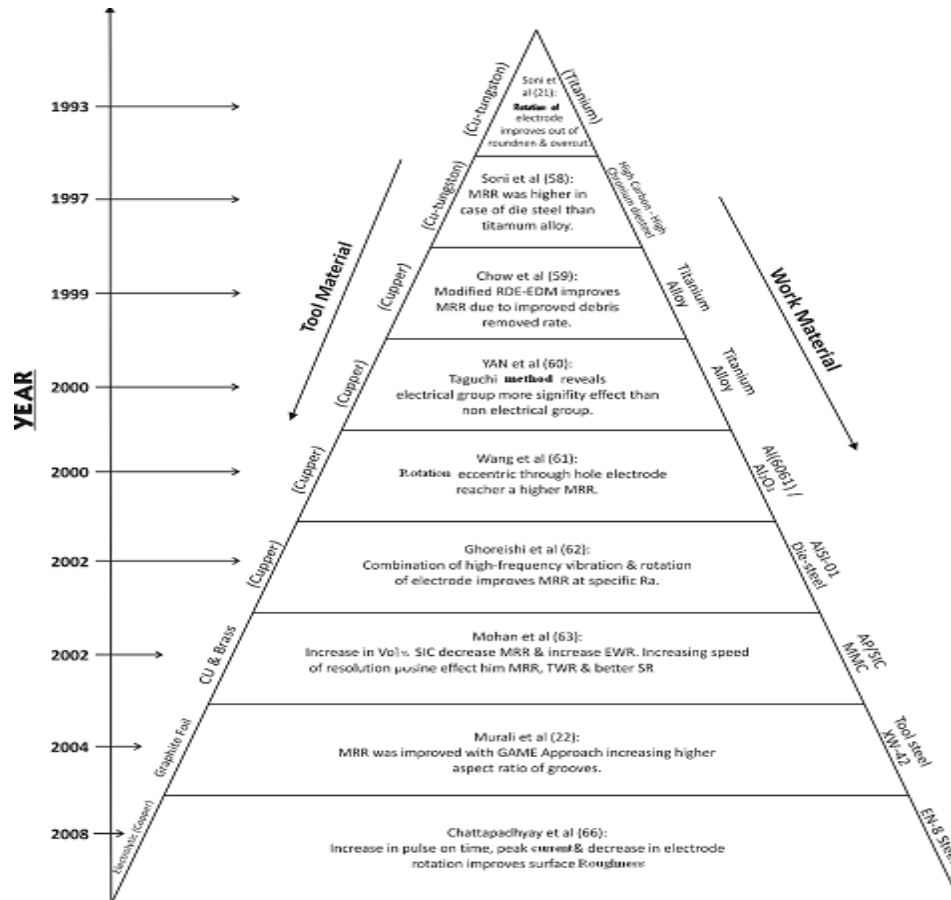 YEAR
Tool Material
Work Material
1993
(Cu-tungston)
Soni et
al (21):
Rotation of
electrode
improves out of
roundnen & overcut.
(Titanium)
1997
(Cu-tungston)
Soni et al (58):
MRR was higher in
case of die steel than
titamum alloy.
High Carbon - High
Chronium diesteel
1999
(Cupper)
Chow et al (59):
Modified RDE-EDM improves
MRR due to improved debris
removed rate.
Titanium
Alloy
2000
(Cupper)
YAN et al (60):
Taguchi method reveals
electrical group more signifity effect than
non electrical group.
Titanium
Alloy
2000
(Cupper)
Wang et al (61):
Rotation eccentric through hole electrode
reacher a higher MRR.
Al(6061) /
Al₂O₃
2002
(Cupper)
Ghoreishi et al (62):
Combination of high-frequency vibration & rotation
of electrode improves MRR at specific Ra.
AISI-01
Die-steel
2002
CU & Brass
Mohan et al (63):
Increase in Vol% SIC decrease MRR & increase EWR. Increasing speed
of resolution pusine effect him MRR, TWR & better SR
AP/SIC
MMC
2004
Graphite Foil
Murali et al (22):
MRR was improved with GAME Approach increasing higher
aspect ratio of grooves.
Tool steel
XW-42
2008
Electrolytic (Cupper)
Chattapadhyay et al (66):
Increase in pulse on time, peak current & decrease in electrode
rotation improves surface Roughness
EN-8 Steel